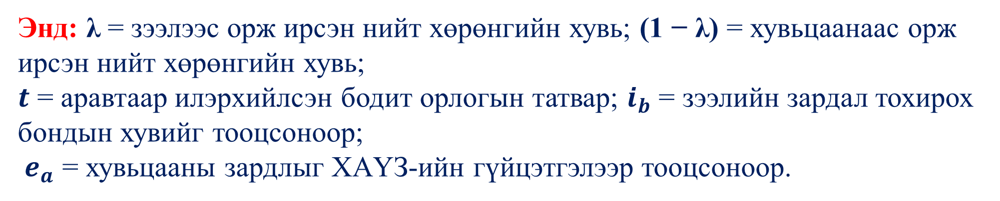 Энд: λ = зээлээс орж ирсэн нийт хөрөнгийн хувь; (1 − λ) = хувьцаанаас орж
ирсэн нийт хөрөнгийн хувь;
t = аравтаар илэрхийлсэн бодит орлогын татвар; i_b = зээлийн зардал тохирох
бондын хувийг тооцсоноор;
e_a = хувьцааны зардлыг ХАҮЗ-ийн гүйцэтгэлээр тооцсоноор.